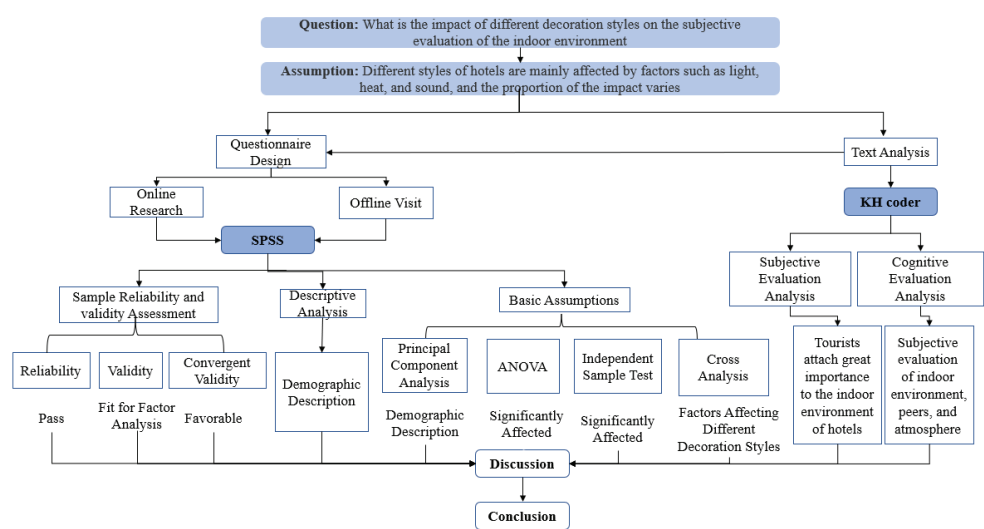 Question: What is the impact of different decoration styles on the subjective
evaluation of the indoor environment
Assumption: Different styles of hotels are mainly affected by factors such as light,
heat, and sound, and the proportion of the impact varies
Questionnaire
Design
Text Analysis
Online
Research
Offline Visit
KH coder
SPSS
Subjective
Evaluation
Analysis
Cognitive
Evaluation
Analysis
Sample Reliability and
validity Assessment
Descriptive
Analysis
Basic Assumptions
Reliability
Validity
Convergent
Validity
Demographic
Description
Principal
Component
Analysis
ANOVA
Independent
Sample Test
Cross
Analysis
Tourists
attach great
importance
to the indoor
environment
of hotels
Subjective
evaluation
of indoor
environment,
peers, and
atmosphere
Pass
Fit for Factor
Analysis
Favorable
Demographic
Description
Significantly
Affected
Significantly
Affected
Factors Affecting
Different
Decoration Styles
Discussion
Conclusion